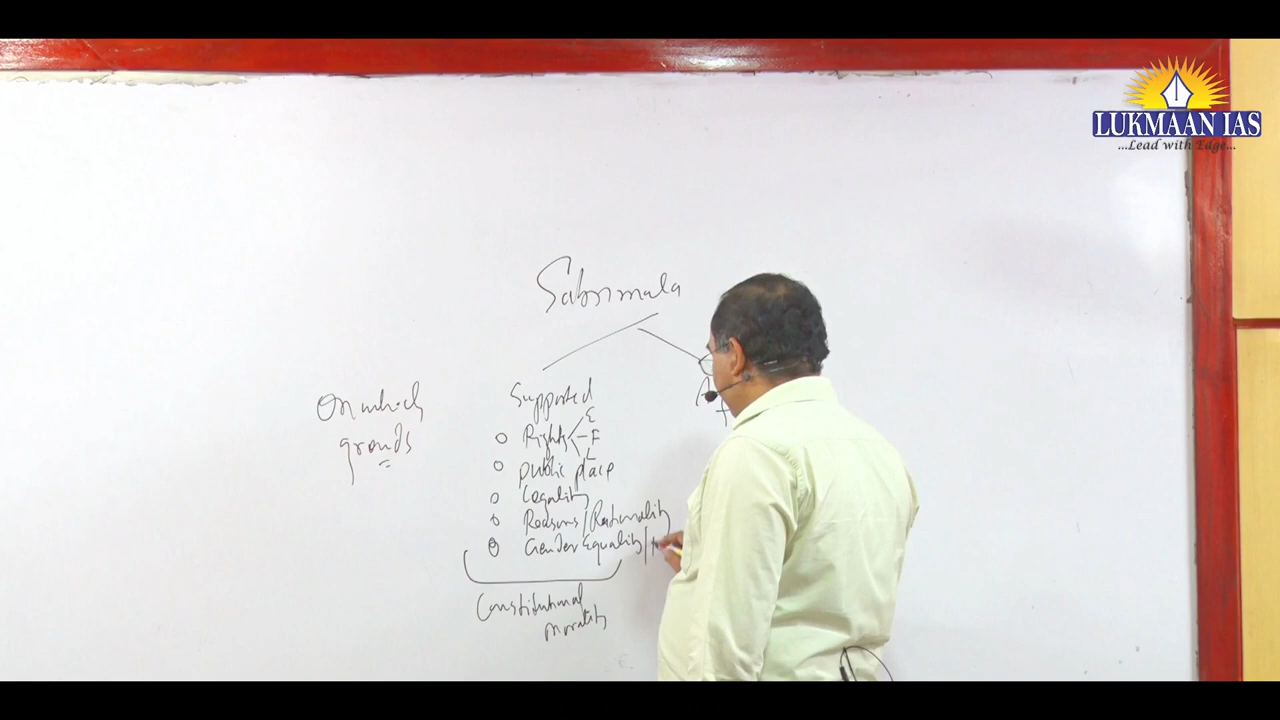 LUKMAAN IAS
...Lead with Edge...
Sabrimala
On which
grounds
Supported
Rights E
F
L
public place
Legality
Reasons/Rationality
Gender Equality/
Constitutional
morality
A